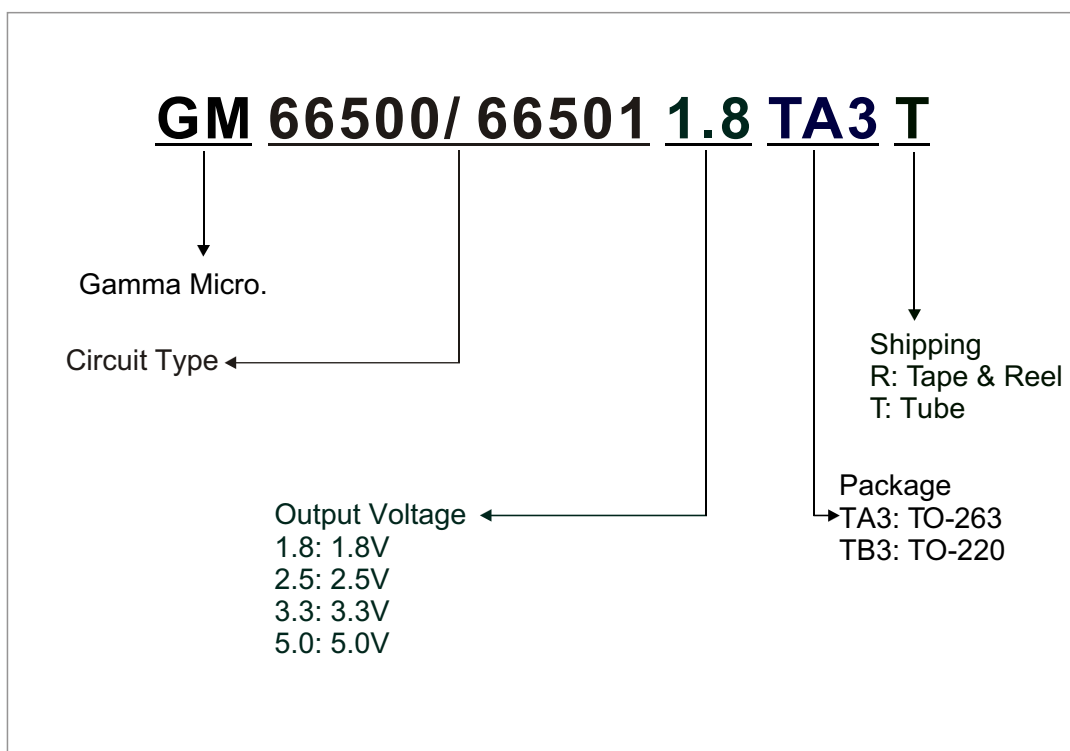 GM 66500/ 66501 1.8 TA3 T
Gamma Micro.
Circuit Type
Shipping
R: Tape & Reel
T: Tube
Package
TA3: TO-263
TB3: TO-220
Output Voltage
1.8: 1.8V
2.5: 2.5V
3.3: 3.3V
5.0: 5.0V